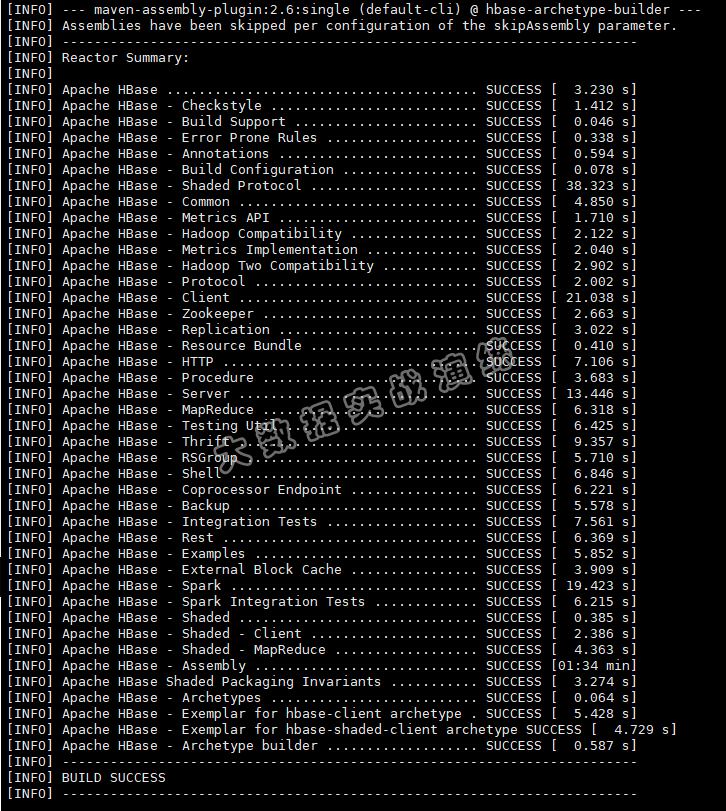 [INFO] --- maven-assembly-plugin:2.6:single (default-cli) @ hbase-archetype-builder ---
[INFO] Assemblies have been skipped per configuration of the skipAssembly parameter.
[INFO] ------------------------------------------------------------------------
[INFO] Reactor Summary:
[INFO]
[INFO] Apache HBase ....................................... SUCCESS [  3.230 s]
[INFO] Apache HBase - Checkstyle .......................... SUCCESS [  1.412 s]
[INFO] Apache HBase - Build Support ....................... SUCCESS [  0.046 s]
[INFO] Apache HBase - Error Prone Rules ................... SUCCESS [  0.338 s]
[INFO] Apache HBase - Annotations ......................... SUCCESS [  0.594 s]
[INFO] Apache HBase - Build Configuration ................. SUCCESS [  0.078 s]
[INFO] Apache HBase - Shaded Protocol ..................... SUCCESS [ 38.323 s]
[INFO] Apache HBase - Common .............................. SUCCESS [  4.850 s]
[INFO] Apache HBase - Metrics API ......................... SUCCESS [  1.710 s]
[INFO] Apache HBase - Hadoop Compatibility ................ SUCCESS [  2.122 s]
[INFO] Apache HBase - Metrics Implementation .............. SUCCESS [  2.040 s]
[INFO] Apache HBase - Hadoop Two Compatibility ............ SUCCESS [  2.902 s]
[INFO] Apache HBase - Protocol ............................ SUCCESS [  2.002 s]
[INFO] Apache HBase - Client .............................. SUCCESS [ 21.038 s]
[INFO] Apache HBase - Zookeeper ........................... SUCCESS [  2.663 s]
[INFO] Apache HBase - Replication ......................... SUCCESS [  3.022 s]
[INFO] Apache HBase - Resource Bundle ..................... SUCCESS [  0.410 s]
[INFO] Apache HBase - HTTP ................................ SUCCESS [  7.106 s]
[INFO] Apache HBase - Procedure ........................... SUCCESS [  3.683 s]
[INFO] Apache HBase - Server .............................. SUCCESS [ 13.446 s]
[INFO] Apache HBase - MapReduce ........................... SUCCESS [  6.318 s]
[INFO] Apache HBase - Testing Util ........................ SUCCESS [  6.425 s]
[INFO] Apache HBase - Thrift .............................. SUCCESS [  9.357 s]
[INFO] Apache HBase - RSGroup ............................. SUCCESS [  5.710 s]
[INFO] Apache HBase - Shell ............................... SUCCESS [  6.846 s]
[INFO] Apache HBase - Coprocessor Endpoint ................ SUCCESS [  6.221 s]
[INFO] Apache HBase - Backup .............................. SUCCESS [  5.578 s]
[INFO] Apache HBase - Integration Tests ................... SUCCESS [  7.561 s]
[INFO] Apache HBase - Rest ................................ SUCCESS [  6.369 s]
[INFO] Apache HBase - Examples ............................ SUCCESS [  5.852 s]
[INFO] Apache HBase - External Block Cache ................ SUCCESS [  3.909 s]
[INFO] Apache HBase - Spark ............................... SUCCESS [ 19.423 s]
[INFO] Apache HBase - Spark Integration Tests ............. SUCCESS [  6.215 s]
[INFO] Apache HBase - Shaded .............................. SUCCESS [  0.385 s]
[INFO] Apache HBase - Shaded - Client ..................... SUCCESS [  2.386 s]
[INFO] Apache HBase - Shaded - MapReduce .................. SUCCESS [  4.363 s]
[INFO] Apache HBase - Assembly ............................ SUCCESS [01:34 min]
[INFO] Apache HBase Shaded Packaging Invariants ........... SUCCESS [  3.274 s]
[INFO] Apache HBase - Archetypes .......................... SUCCESS [  0.064 s]
[INFO] Apache HBase - Exemplar for hbase-client archetype . SUCCESS [  5.428 s]
[INFO] Apache HBase - Exemplar for hbase-shaded-client archetype SUCCESS [  4.729 s]
[INFO] Apache HBase - Archetype builder ................... SUCCESS [  0.587 s]
[INFO] ------------------------------------------------------------------------
[INFO] BUILD SUCCESS
[INFO] ------------------------------------------------------------------------
大数据实战演练